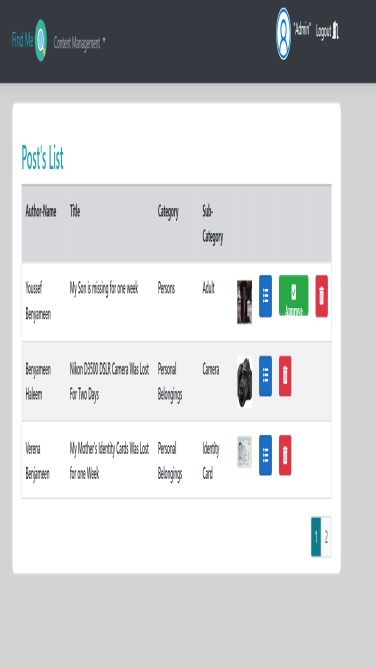 Find Me Content Management "Admin" Logout
Post's List
Author-Name Title Category Sub-
Category
Youssef My Son is missing for one week Persons Adult
Benyameen Approve
Benyameen Nikon D3500 DSLR Camera Was Lost Personal Camera
Haleem For Two Days Belongings
Verena My Mother's Identity Cards Was Lost Personal Identity
Benjameen for one Week Belongings Card
1 2